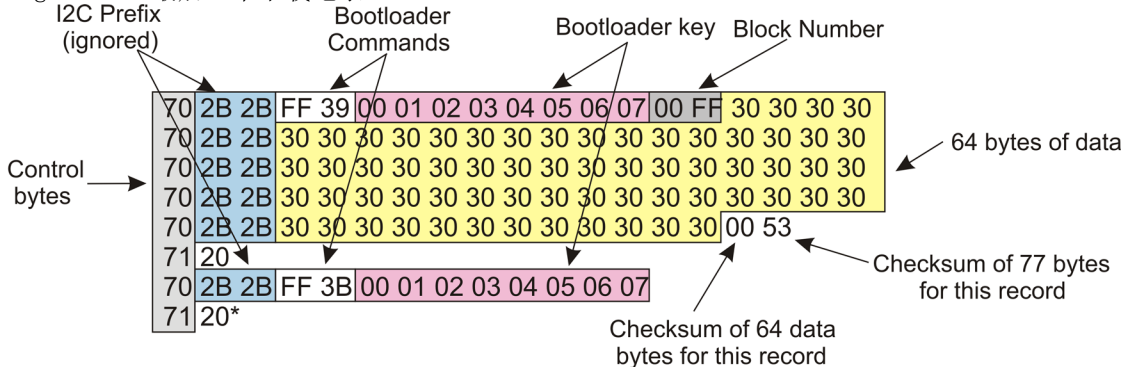 I2C Prefix
(ignored)
Bootloader
Commands
Bootloader key
Block Number
70 2B 2B FF 39 00 01 02 03 04 05 06 07 00 FF 30 30 30 30
70 2B 2B 30 30 30 30 30 30 30 30 30 30 30 30 30 30 30 30
70 2B 2B 30 30 30 30 30 30 30 30 30 30 30 30 30 30 30 30
70 2B 2B 30 30 30 30 30 30 30 30 30 30 30 30 30 30 30 30
70 2B 2B 30 30 30 30 30 30 30 30 30 30 30 30 00 53
71 20
70 2B 2B FF 3B 00 01 02 03 04 05 06 07
71 20*
Control
bytes
64 bytes of data
Checksum of 77 bytes
for this record
Checksum of 64 data
bytes for this record